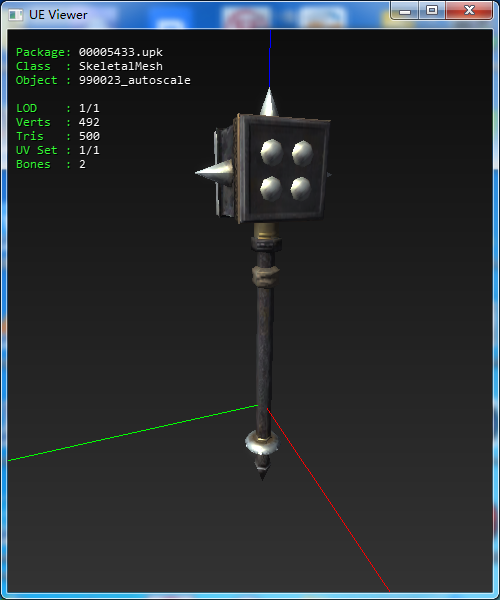 UE Viewer
Package: 00005433.upk
Class : SkeletalMesh
Object : 990023_autoscale
LOD : 1/1
Verts : 492
Tris : 500
UV Set : 1/1
Bones : 2